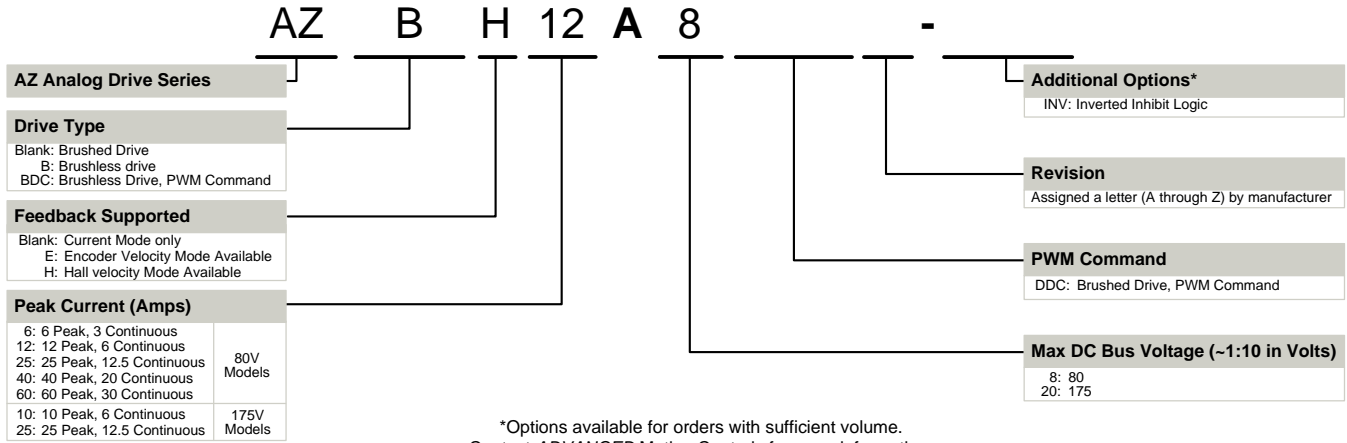 AZ B H 12 A 8 -
AZ Analog Drive Series
Drive Type
Blank: Brushed Drive
B: Brushless drive
BDC: Brushless Drive, PWM Command
Feedback Supported
Blank: Current Mode only
E: Encoder Velocity Mode Available
H: Hall velocity Mode Available
Peak Current (Amps)
6: 6 Peak, 3 Continuous
12: 12 Peak, 6 Continuous
25: 25 Peak, 12.5 Continuous
40: 40 Peak, 20 Continuous
60: 60 Peak, 30 Continuous
80V
Models
10: 10 Peak, 6 Continuous
25: 25 Peak, 12.5 Continuous
175V
Models
Additional Options*
INV: Inverted Inhibit Logic
Revision
Assigned a letter (A through Z) by manufacturer
PWM Command
DDC: Brushed Drive, PWM Command
Max DC Bus Voltage (~1:10 in Volts)
8: 80
20: 175
*Options available for orders with sufficient volume.